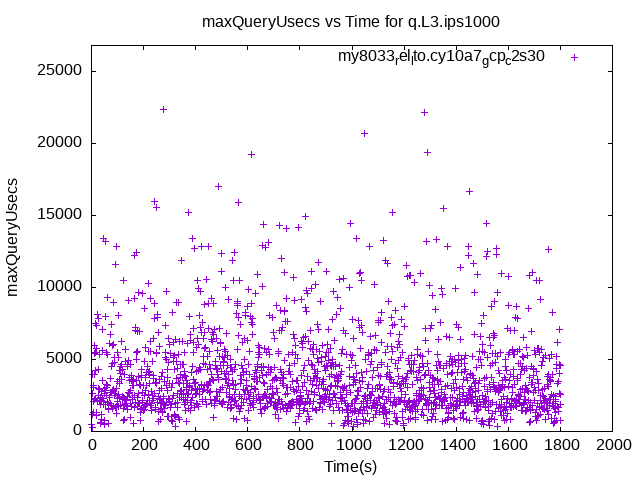 maxQueryUsecs vs Time for q.L3.ips1000
my8033_rel_lto.cy10a7_gcp_c2s30
25000
20000
15000
10000
5000
0
maxQueryUsecs
0 200 400 600 800 1000 1200 1400 1600 1800 2000
Time(s)